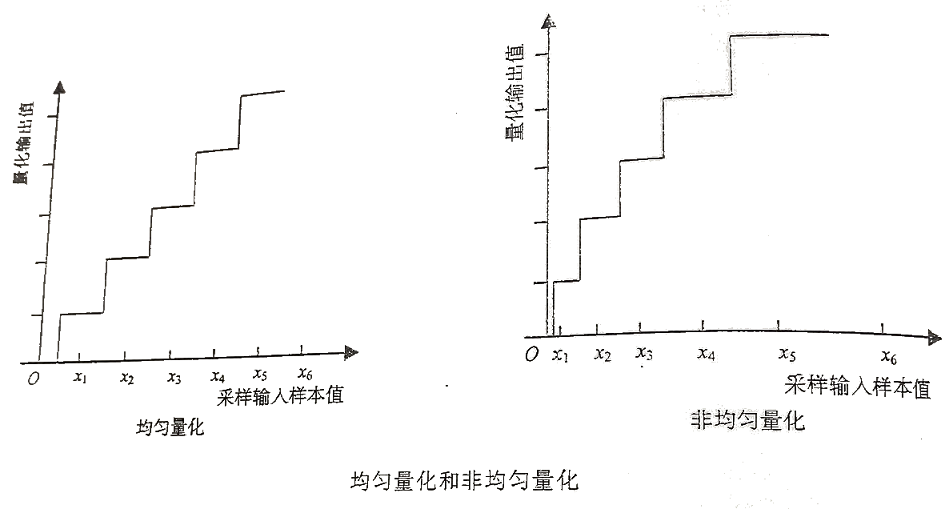 量化输出值
O x₁ x₂ x₃ x₄ x₅ x₆
采样输入样本值
均匀量化
量化输出值
O x₁ x₂ x₃ x₄ x₅ x₆
采样输入样本值
非均匀量化
均匀量化和非均匀量化